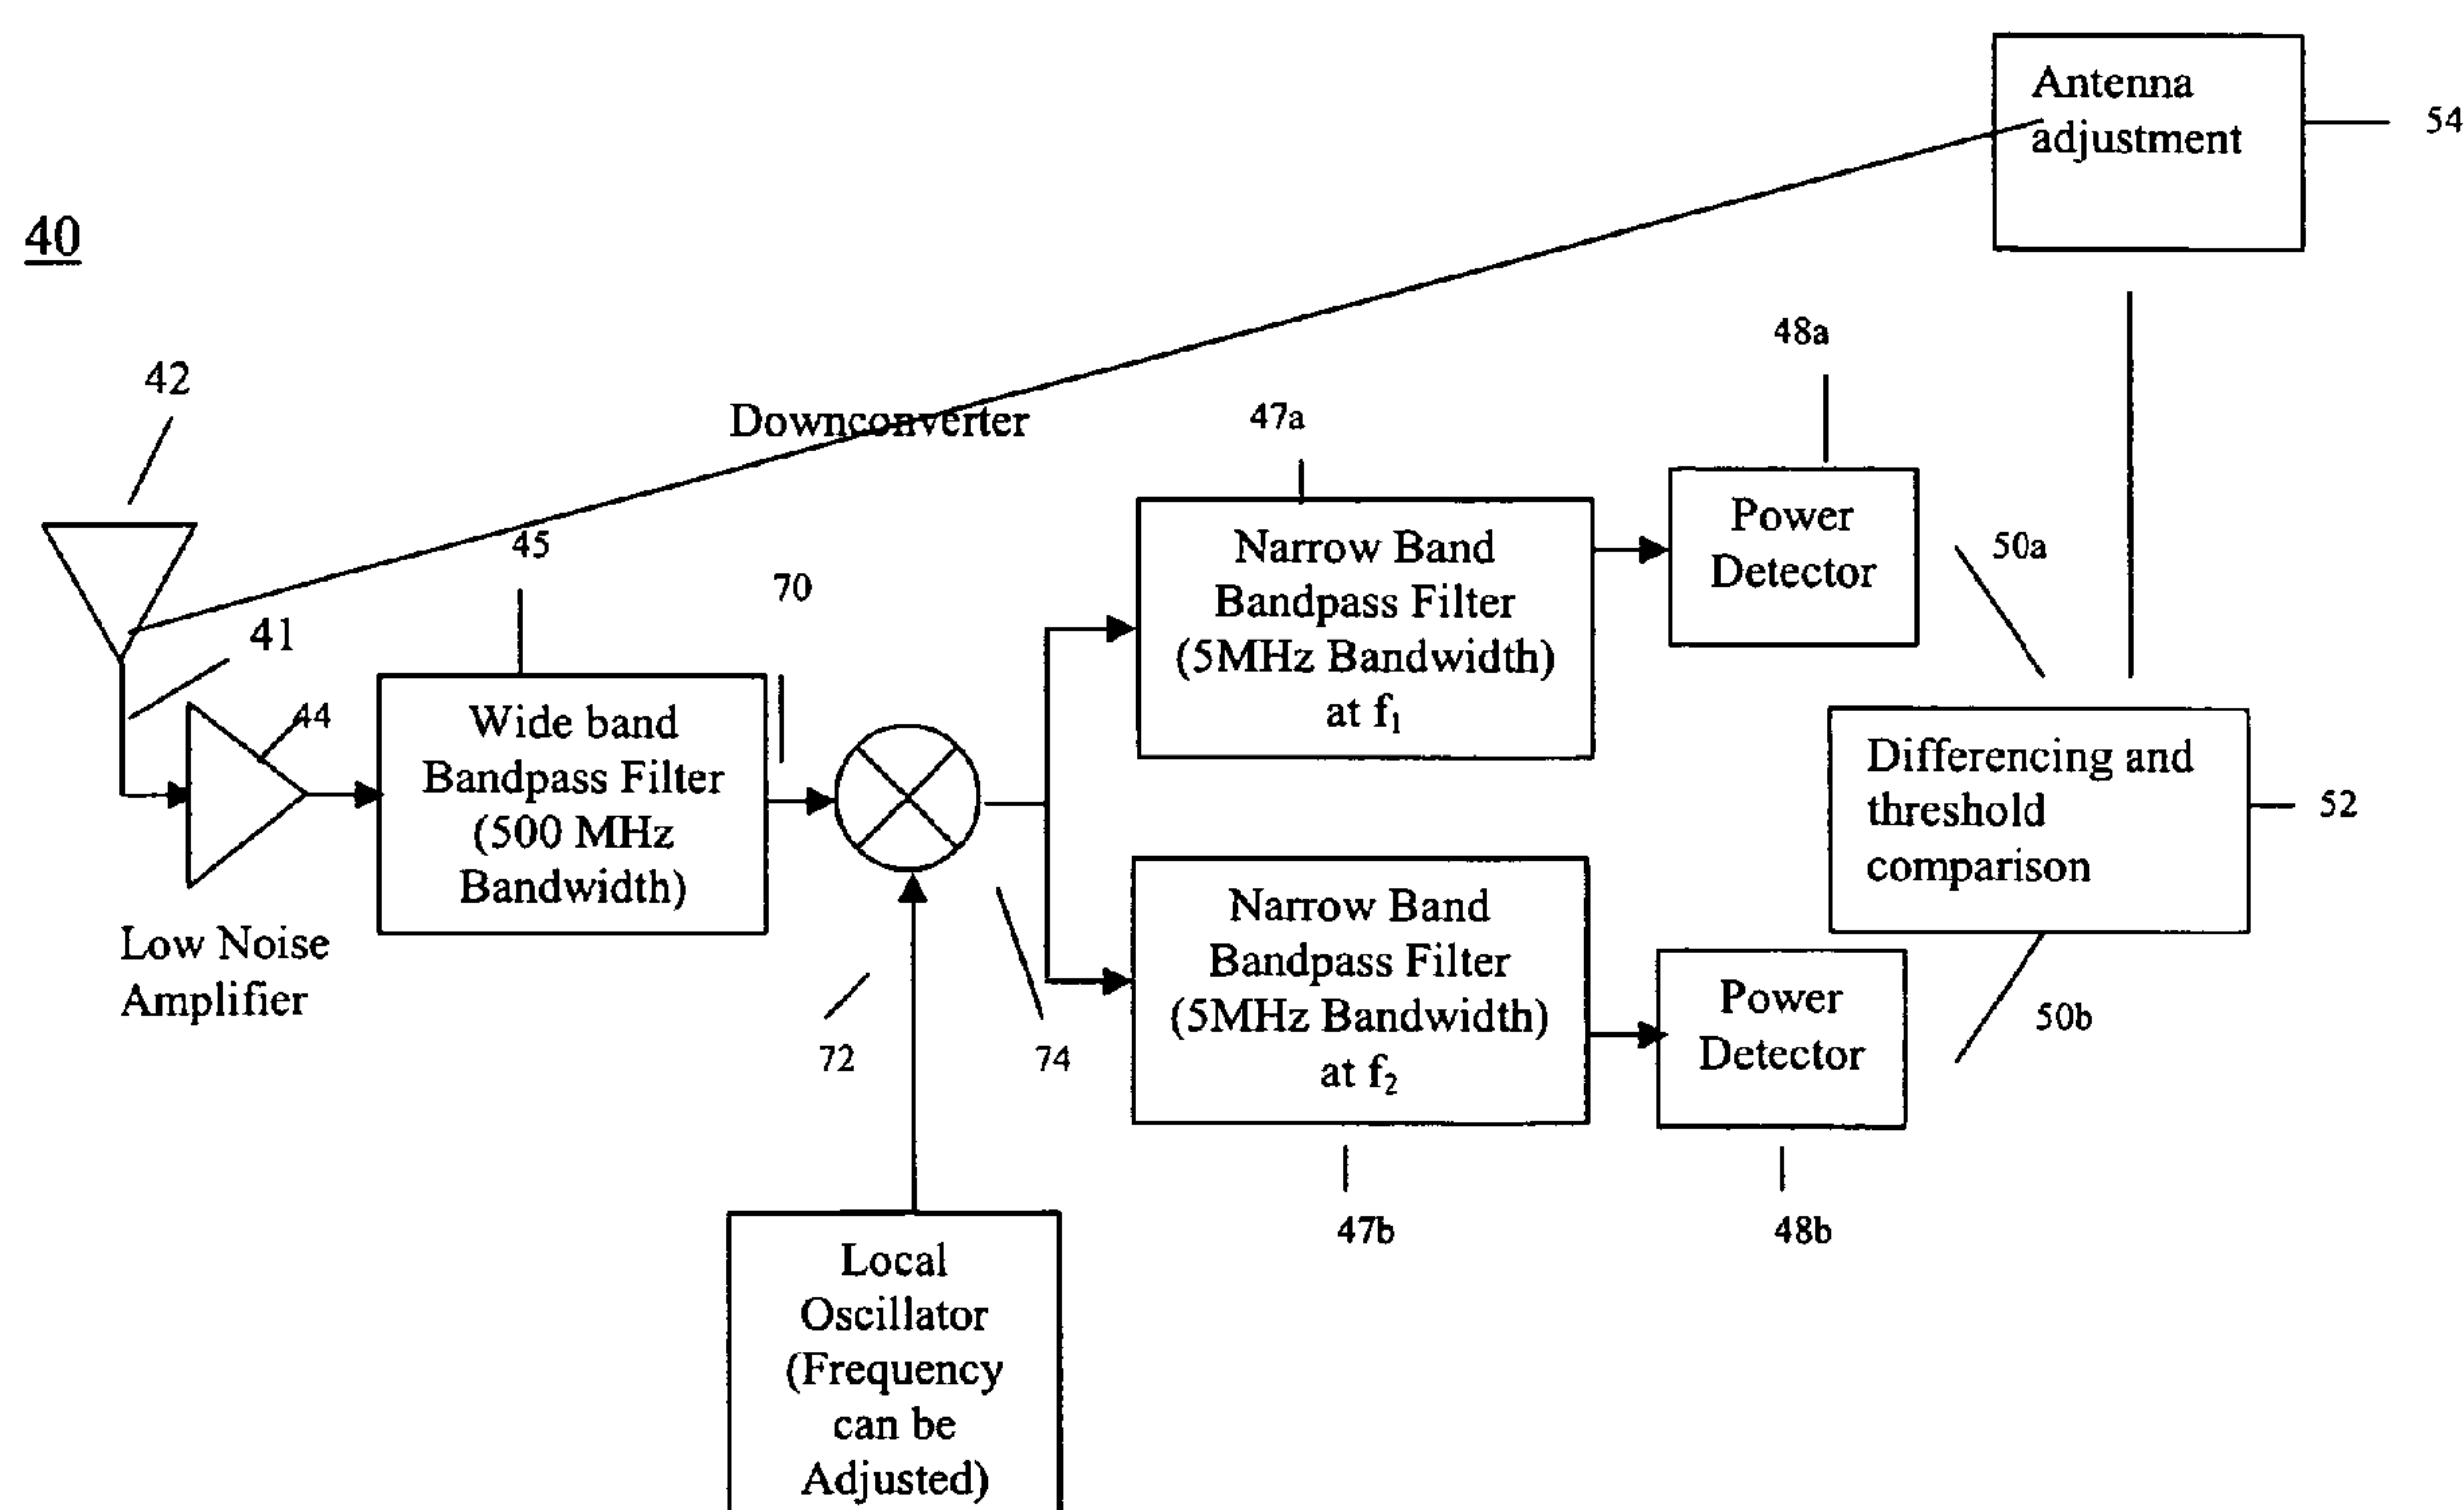 Antenna
adjustment
54
40
48a
42
47a
Downconverter
Power
Detector
45
50a
Narrow Band
Bandpass Filter
(5MHz Bandwidth)
at f₁
70
41
44
Wide band
Bandpass Filter
(500 MHz
Bandwidth)
Differencing and
threshold
comparison
52
Low Noise
Amplifier
Narrow Band
Bandpass Filter
(5MHz Bandwidth)
at f₂
Power
Detector
50b
72
74
47b
48b
Local
Oscillator
(Frequency
can be
Adjusted)